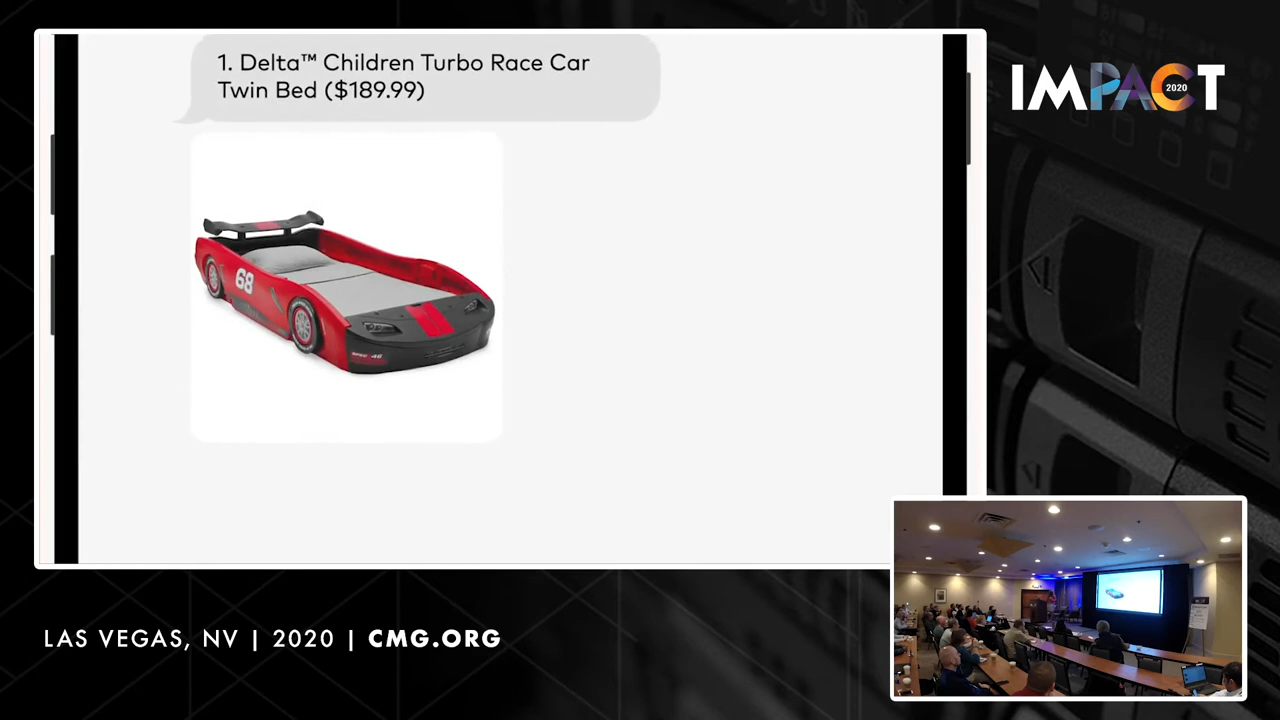 1. Delta™ Children Turbo Race Car
Twin Bed ($189.99)
68
IMPACT
2020
LAS VEGAS, NV | 2020 | CMG.ORG